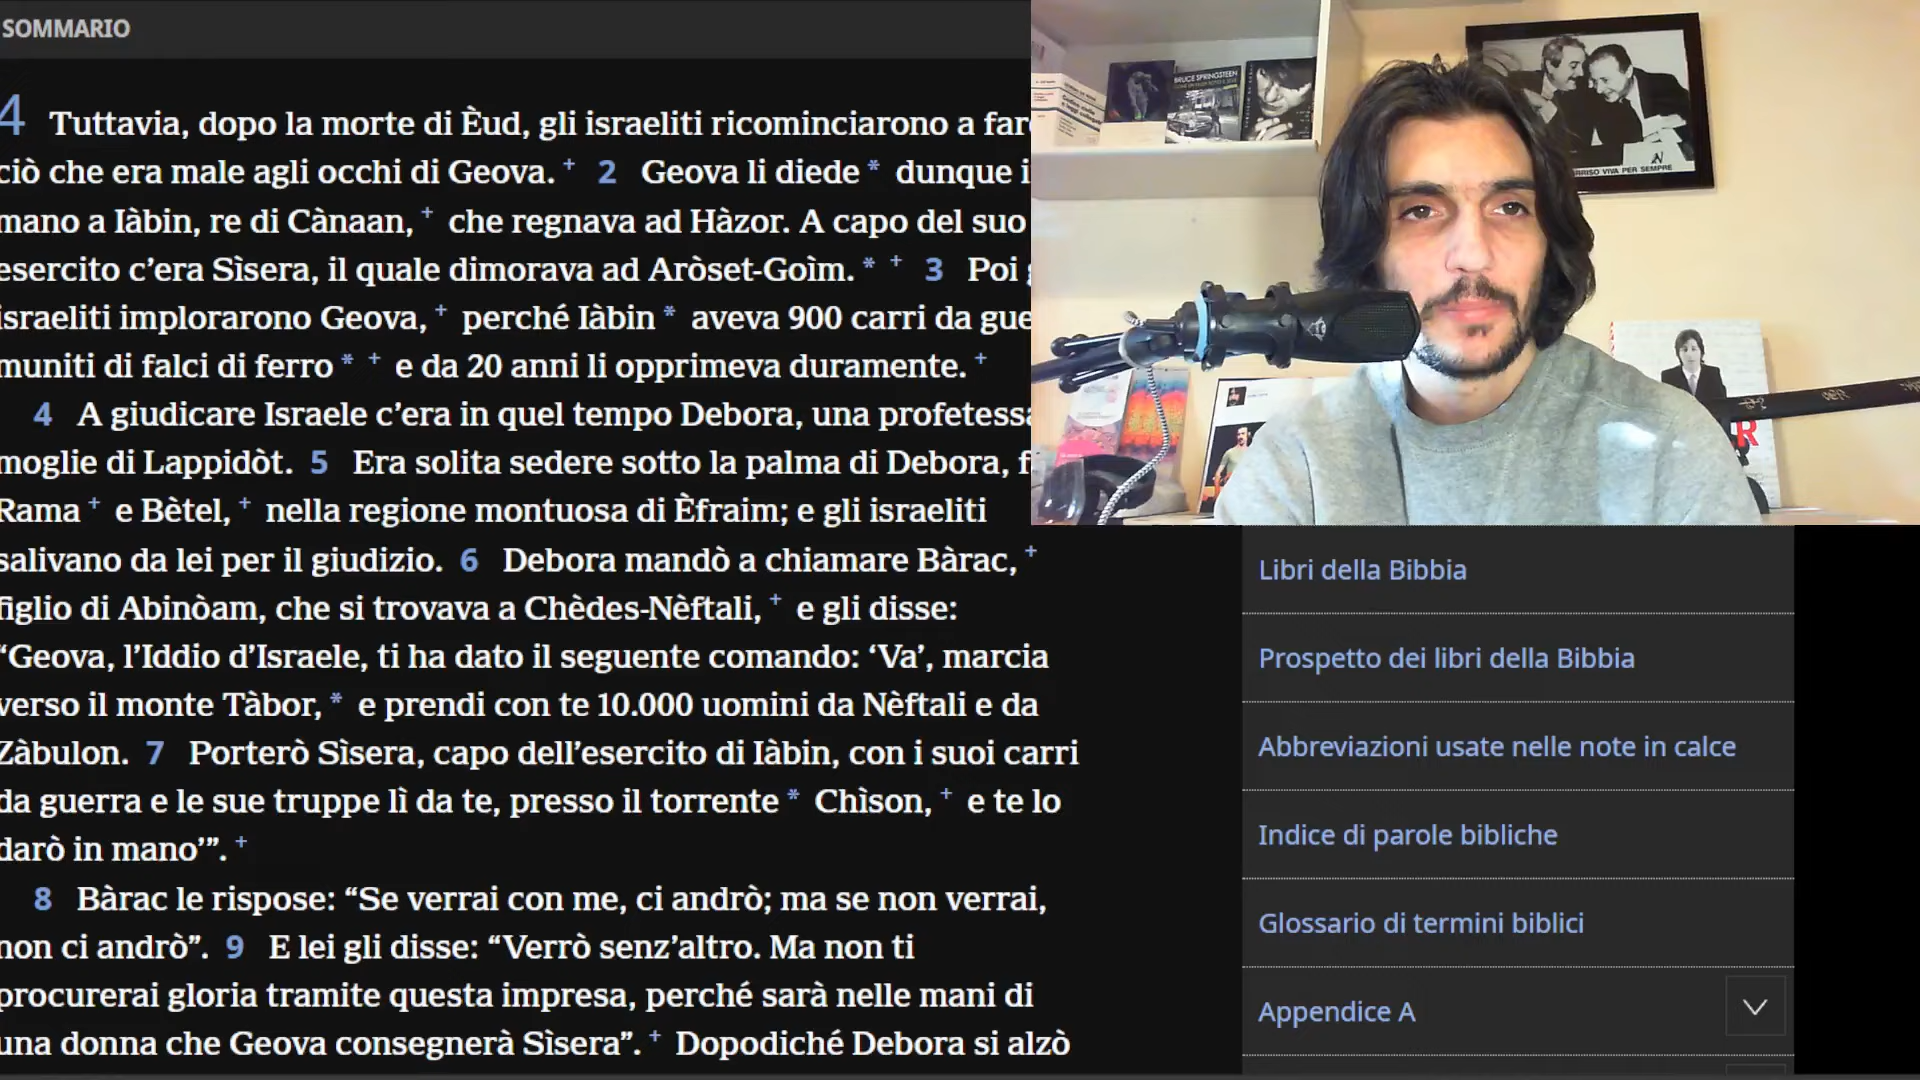 SOMMARIO
4 Tuttavia, dopo la morte di Èud, gli israeliti ricominciarono a
ciò che era male agli occhi di Geova. + 2 Geova li diede * dunque
mano a Iàbin, re di Cànaan, + che regnava ad Hàzor. A capo del suo
esercito c’era Sìsera, il quale dimorava ad Aròset-Goìm. * + 3 Poi
israeliti implorarono Geova, + perché Iàbin * aveva 900 carri da
muniti di falci di ferro * + e da 20 anni li opprimeva duramente. +
4 A giudicare Israele c’era in quel tempo Debora, una profetessa
moglie di Lappidòt. 5 Era solita sedere sotto la palma di Debora,
Rama + e Bètel, + nella regione montuosa di Èfraim; e gli israeliti
salivano da lei per il giudizio. 6 Debora mandò a chiamare Bàrac, +
figlio di Abinòam, che si trovava a Chèdes-Nèftali, + e gli disse:
“Geova, l’Iddio d’Israele, ti ha dato il seguente comando: ‘Va’, marcia
verso il monte Tàbor, * e prendi con te 10.000 uomini da Nèftali e da
Zàbulon. 7 Porterò Sìsera, capo dell’esercito di Iàbin, con i suoi carri
da guerra e le sue truppe lì da te, presso il torrente * Chìson, + e te lo
darò in mano’”. +
8 Bàrac le rispose: “Se verrai con me, ci andrò; ma se non verrai,
non ci andrò”. 9 E lei gli disse: “Verrò senz’altro. Ma non ti
procurerai gloria tramite questa impresa, perché sarà nelle mani di
una donna che Geova consegnerà Sìsera”. + Dopodiché Debora si alzò
BRUCE SPRINGSTEEN
VIVA PER SEMPRE
R
Libri della Bibbia
Prospetto dei libri della Bibbia
Abbreviazioni usate nelle note in calce
Indice di parole bibliche
Glossario di termini biblici
Appendice A